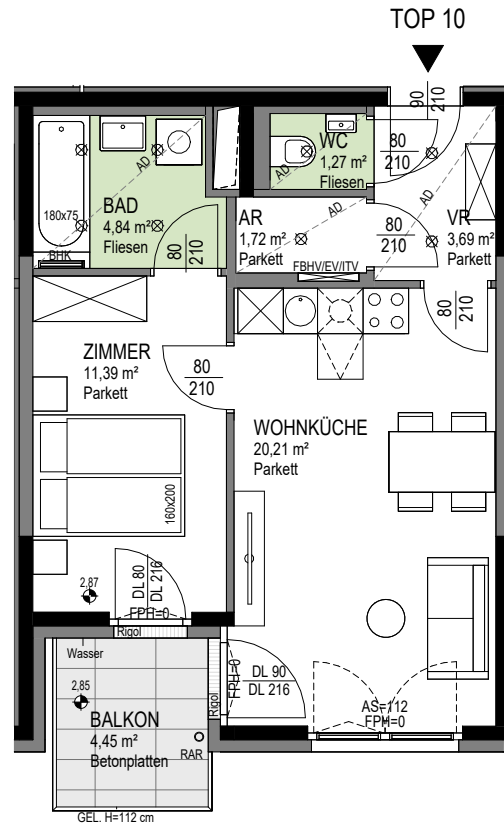 TOP 10
90
210
WC
1,27 m²
Fliesen
AD
80
210
AD
BAD
4,84 m²
Fliesen
AD
180x75
BHK
80
210
AR
1,72 m²
Parkett
AD
FBHV/EV/ITV
80
210
VR
3,69 m²
Parkett
80
210
ZIMMER
11,39 m²
Parkett
80
210
WOHNKÜCHE
20,21 m²
Parkett
160x200
2,87
DL 80
DL 216
FPH=0
Rigol
Wasser
2,85
BALKON
4,45 m²
Betonplatten
RAR
Rigol
FPH=0
DL 90
DL 216
AS=112
FPH=0
GEL. H=112 cm